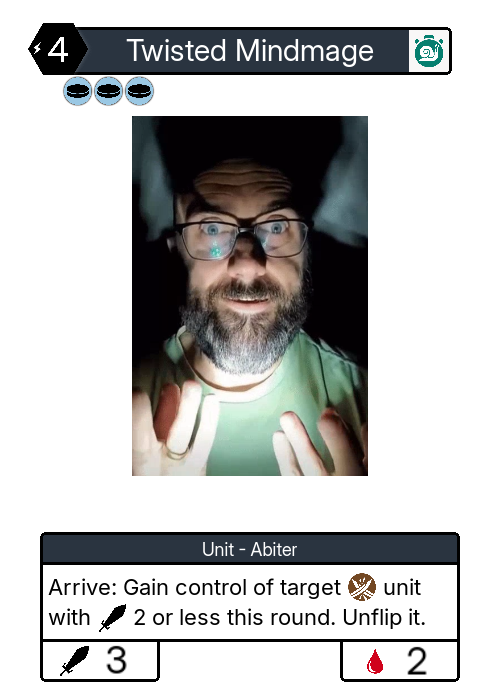 4
Twisted Mindmage
Unit - Abiter
Arrive: Gain control of target unit
with 2 or less this round. Unflip it.
3
2